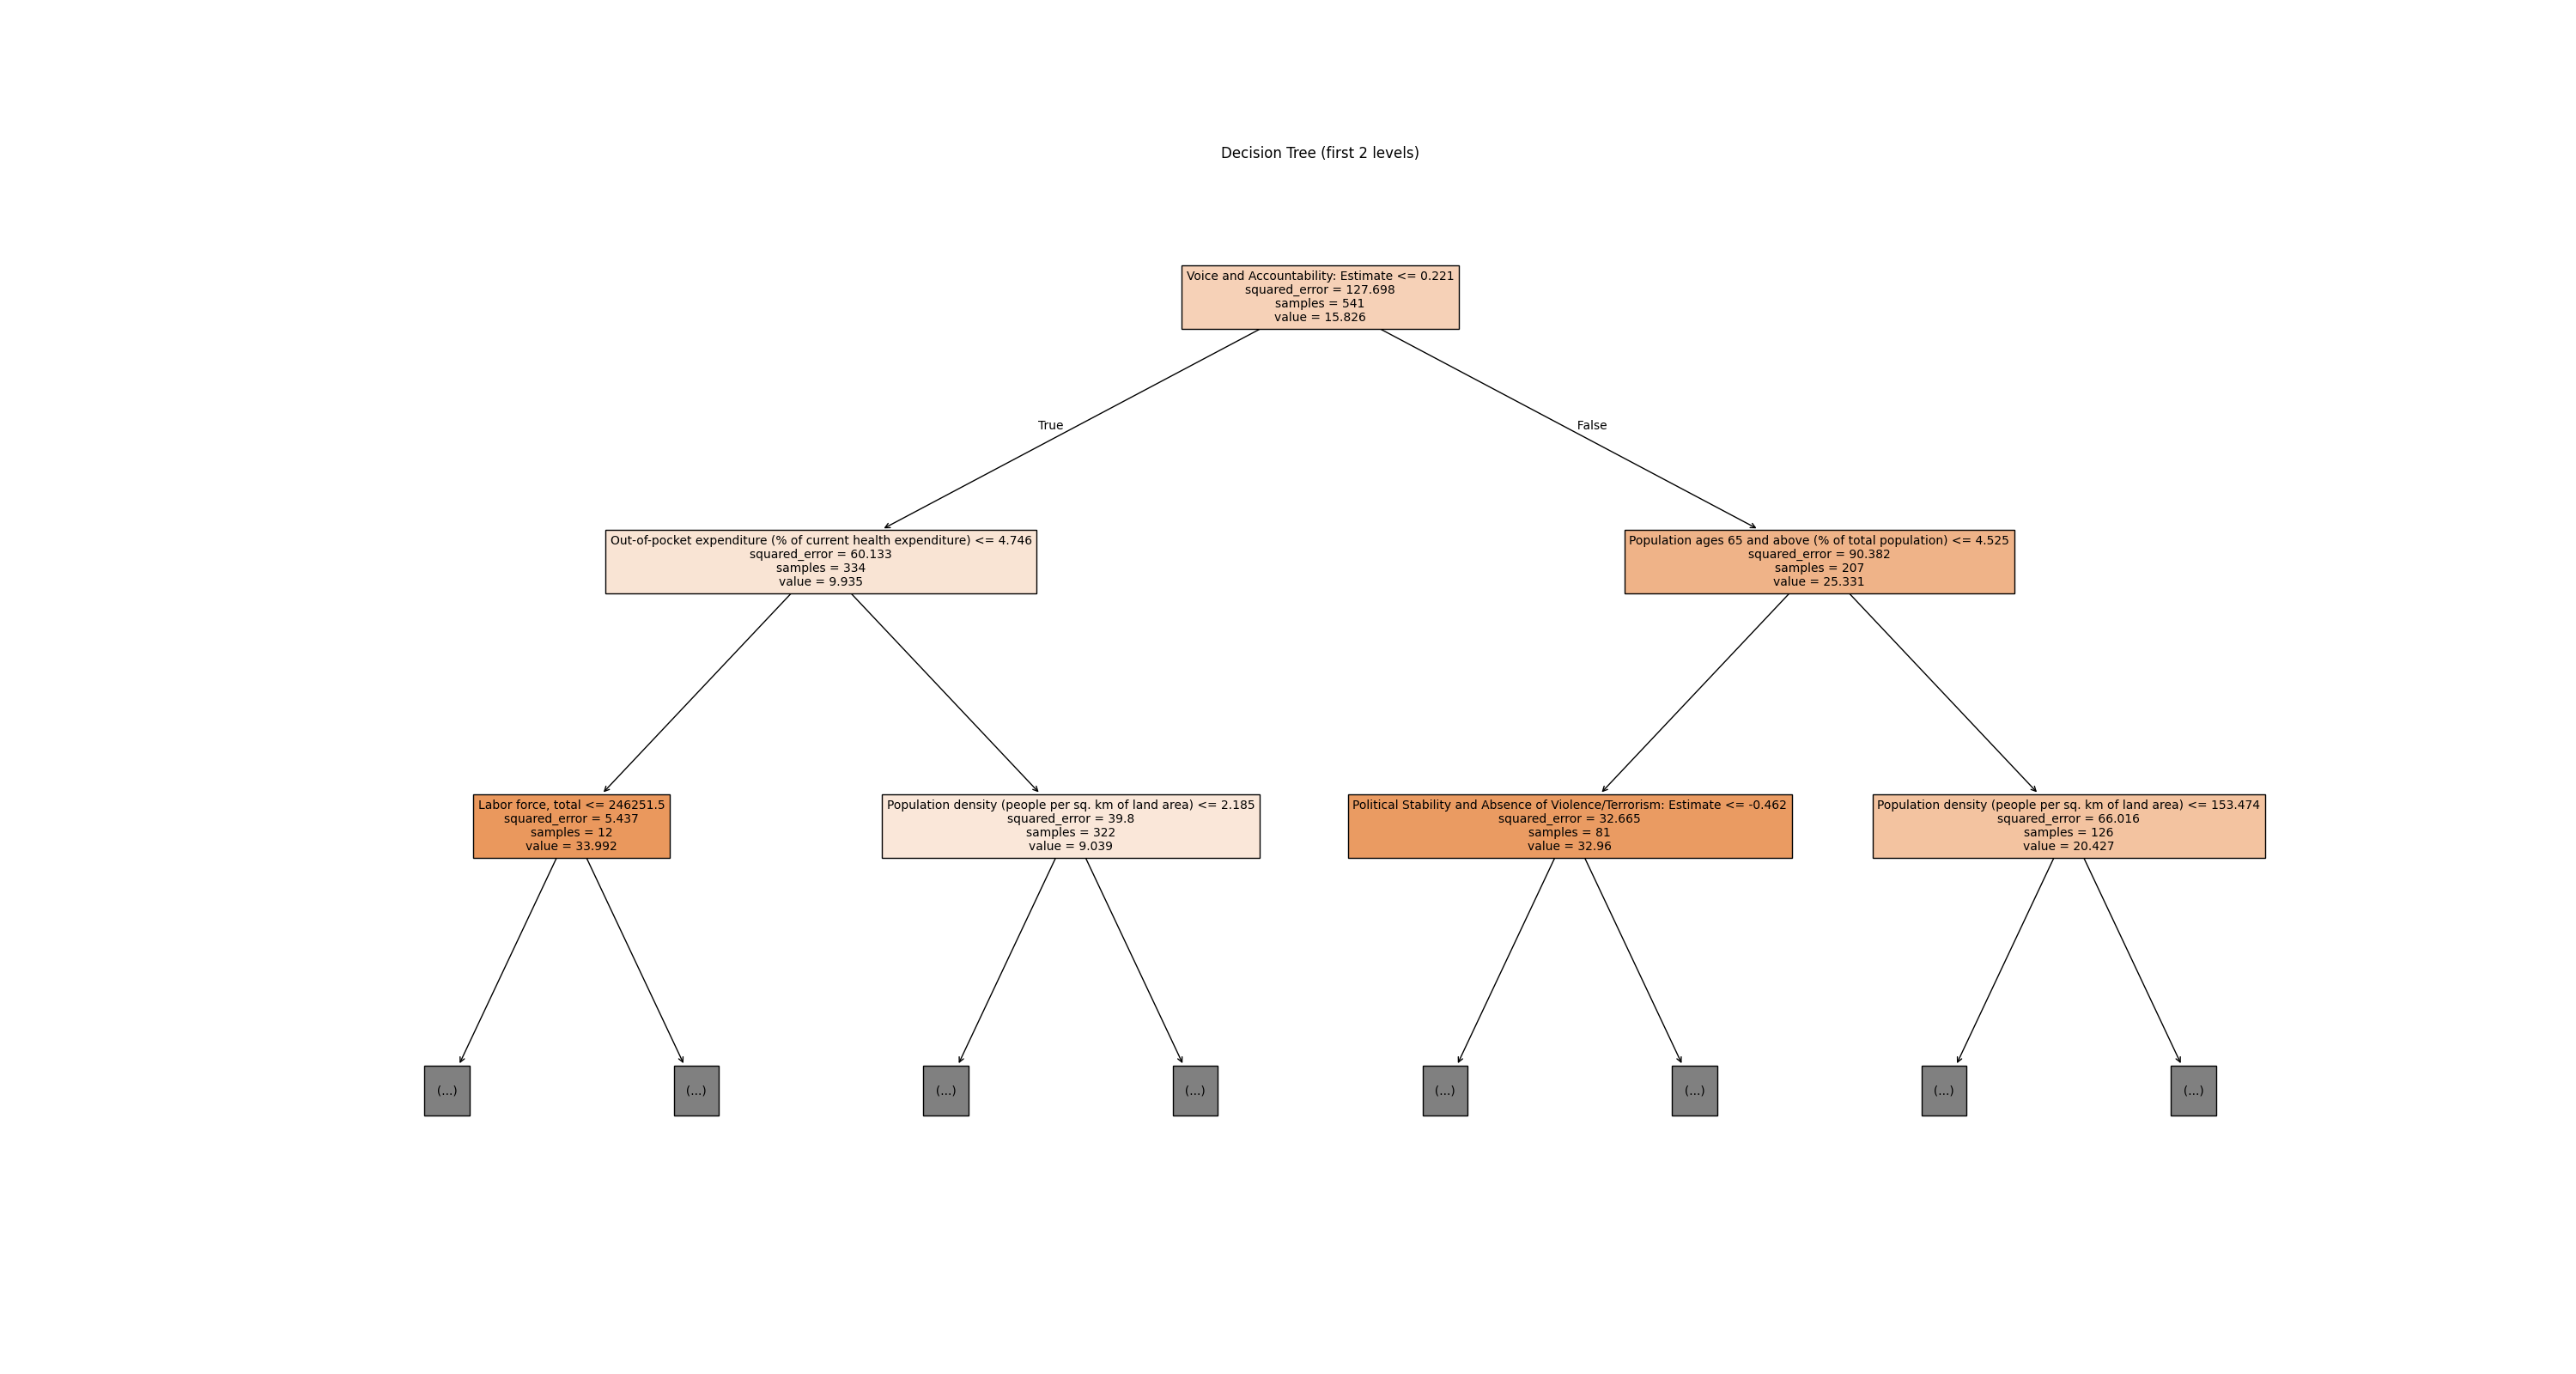 Decision Tree (first 2 levels)
Voice and Accountability: Estimate <= 0.221
squared_error = 127.698
samples = 541
value = 15.826
True
False
Out-of-pocket expenditure (% of current health expenditure) <= 4.746
squared_error = 60.133
samples = 334
value = 9.935
Population ages 65 and above (% of total population) <= 4.525
squared_error = 90.382
samples = 207
value = 25.331
Labor force, total <= 246251.5
squared_error = 5.437
samples = 12
value = 33.992
Population density (people per sq. km of land area) <= 2.185
squared_error = 39.8
samples = 322
value = 9.039
Political Stability and Absence of Violence/Terrorism: Estimate <= -0.462
squared_error = 32.665
samples = 81
value = 32.96
Population density (people per sq. km of land area) <= 153.474
squared_error = 66.016
samples = 126
value = 20.427
(...)
(...)
(...)
(...)
(...)
(...)
(...)
(...)